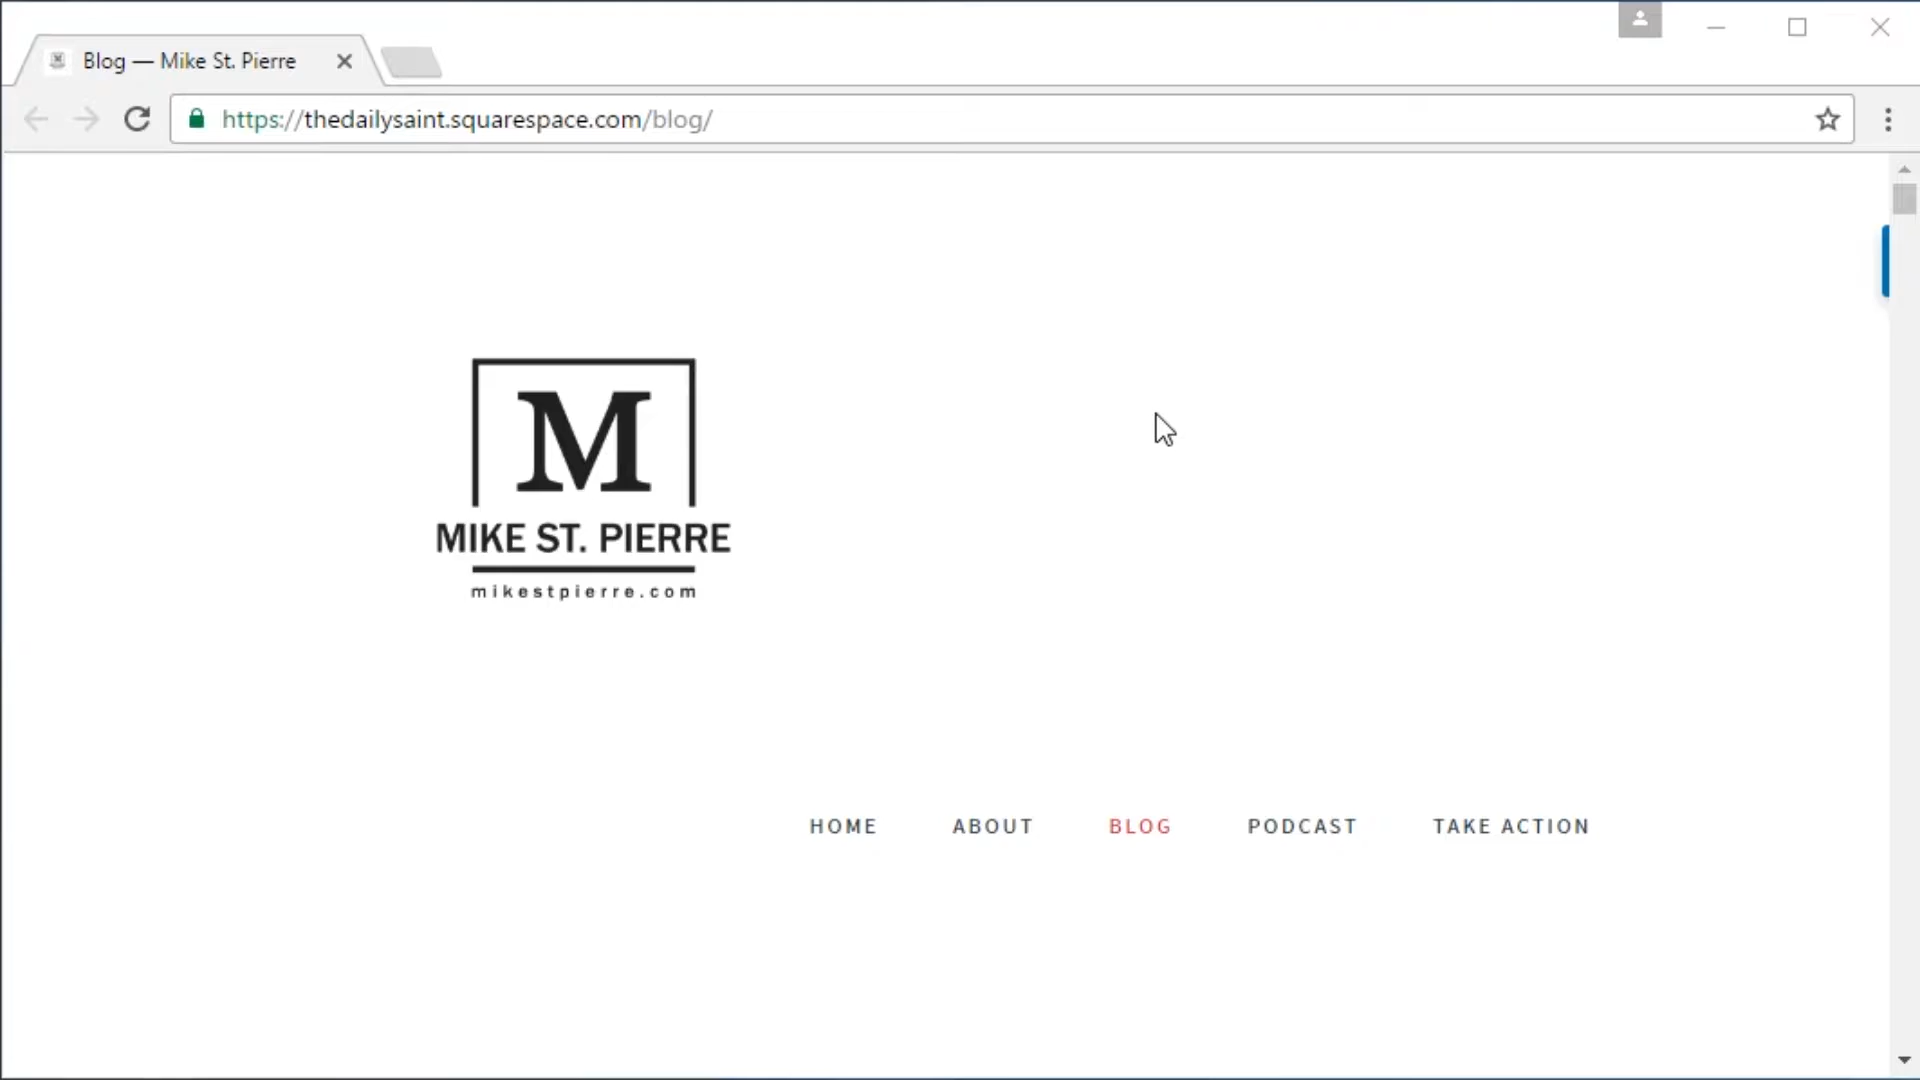 Blog — Mike St. Pierre
https://thedailysaint.squarespace.com/blog/
M
MIKE ST. PIERRE
mikestpierre.com
HOME ABOUT BLOG PODCAST TAKE ACTION